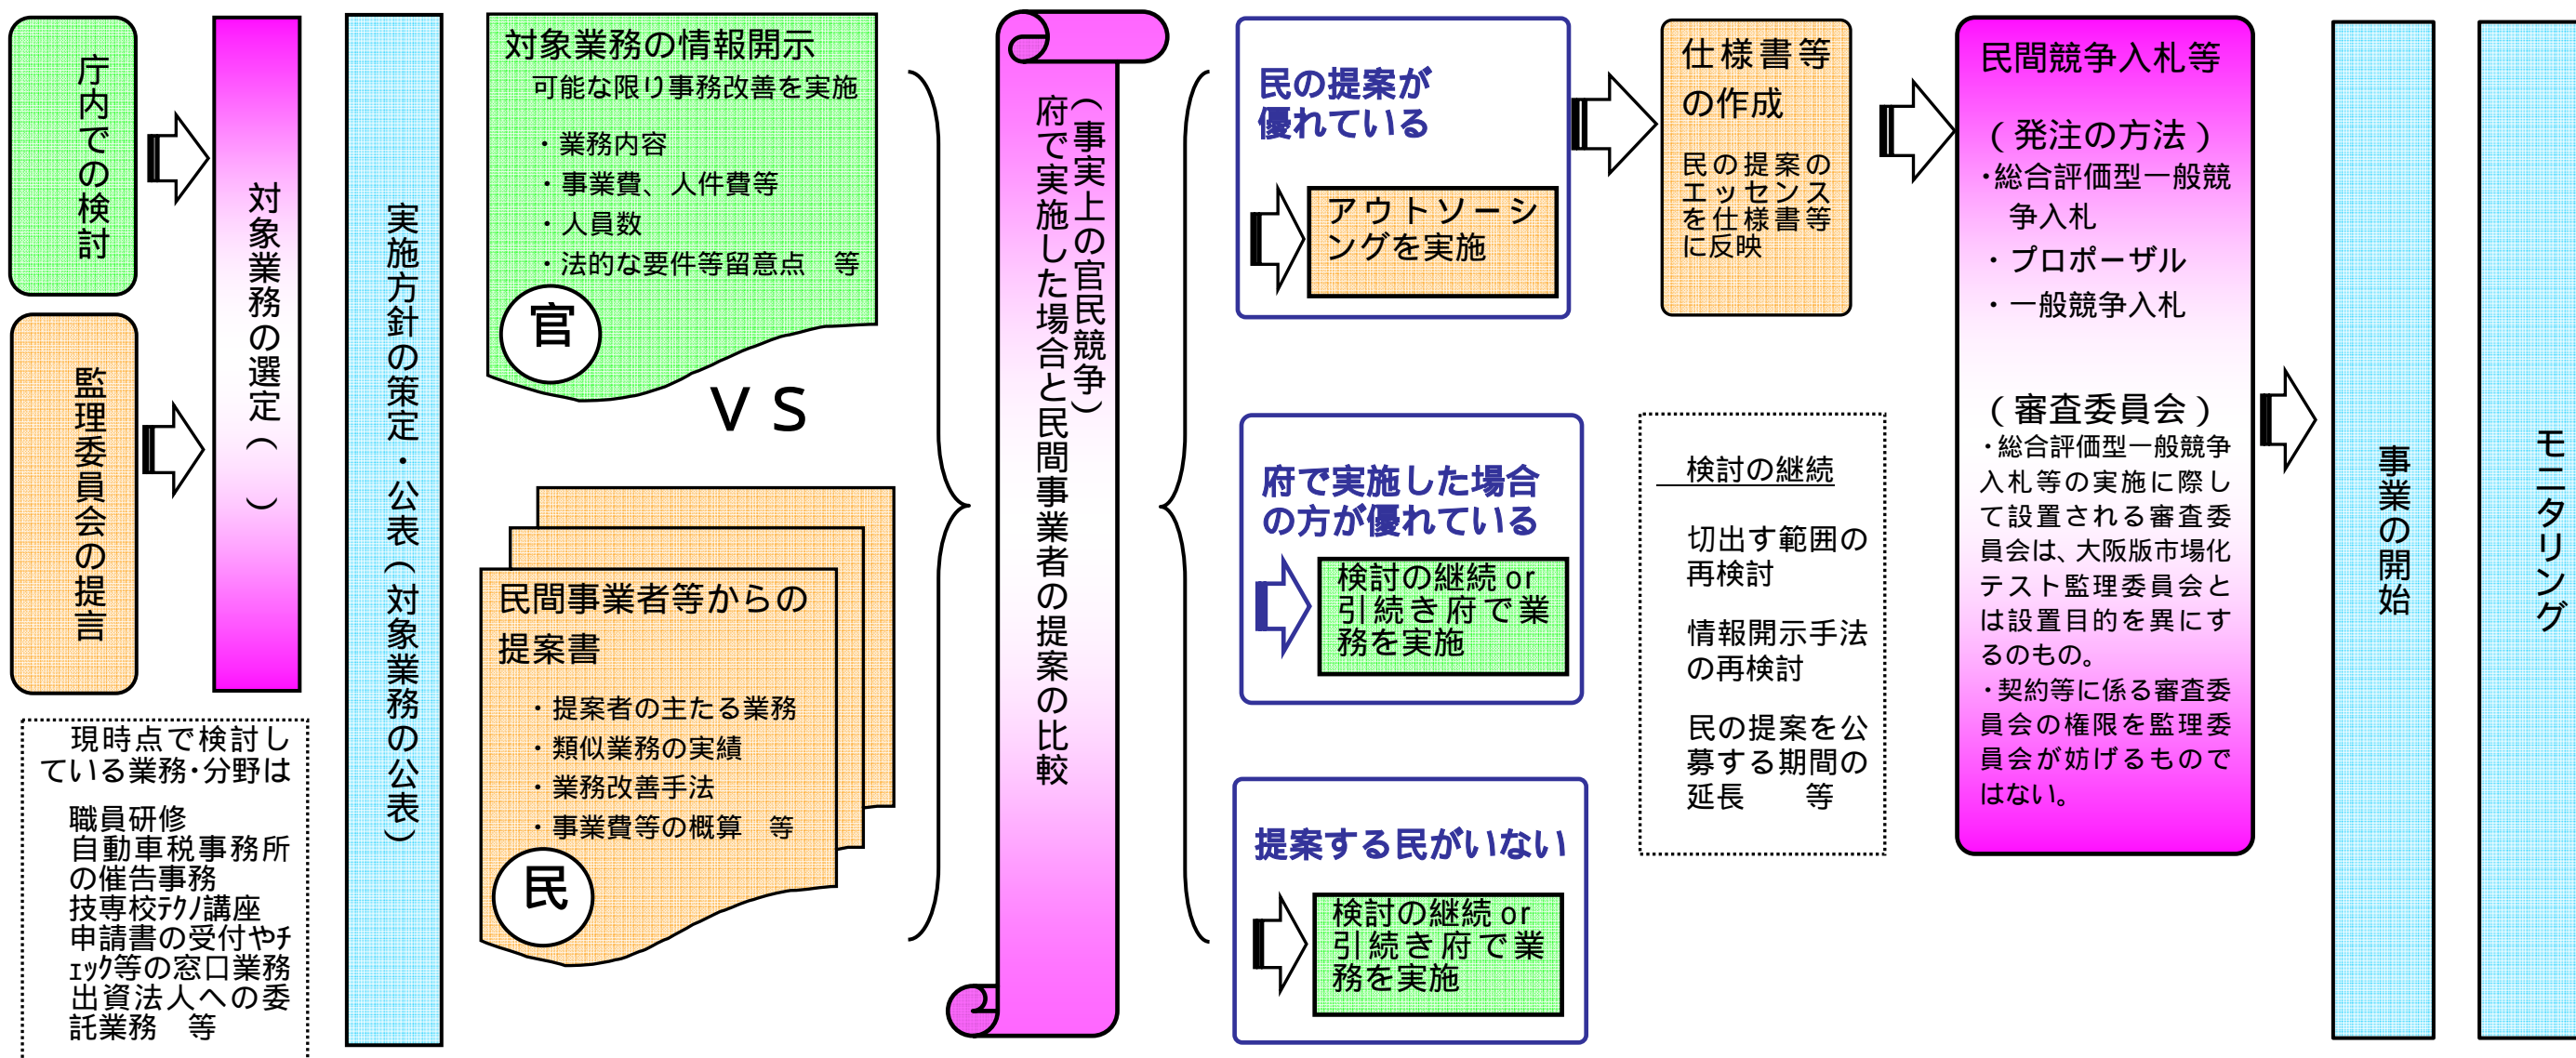 庁内での検討
監理委員会の提言
対象業務の選定(　)
現時点で検討し
ている業務・分野は
職員研修
自動車税事務所
の催告事務
技専校ﾃｸﾉ講座
申請書の受付やﾁ
ｪｯｸ等の窓口業務
出資法人への委
託業務　等
実施方針の策定・公表(対象業務の公表)
対象業務の情報開示
可能な限り事務改善を実施
・業務内容
・事業費、人件費等
・人員数
・法的な要件等留意点　等
官
ＶＳ
民間事業者等からの
提案書
・提案者の主たる業務
・類似業務の実績
・業務改善手法
・事業費等の概算　等
民
(事実上の官民競争)
府で実施した場合と民間事業者の提案の比較
民の提案が
優れている
アウトソーシ
ングを実施
府で実施した場合
の方が優れている
検討の継続 or
引続き府で業
務を実施
提案する民がいない
検討の継続 or
引続き府で業
務を実施
仕様書等
の作成
民の提案の
エッセンス
を仕様書等
に反映
検討の継続
切出す範囲の
再検討
情報開示手法
の再検討
民の提案を公
募する期間の
延長　　等
民間競争入札等
(発注の方法)
・総合評価型一般競
争入札
・プロポーザル
・一般競争入札
(審査委員会)
・総合評価型一般競争
入札等の実施に際し
て設置される審査委
員会は、大阪版市場化
テスト監理委員会と
は設置目的を異にす
るのもの。
・契約等に係る審査委
員会の権限を監理委
員会が妨げるもので
はない。
事業の開始
モニタリング